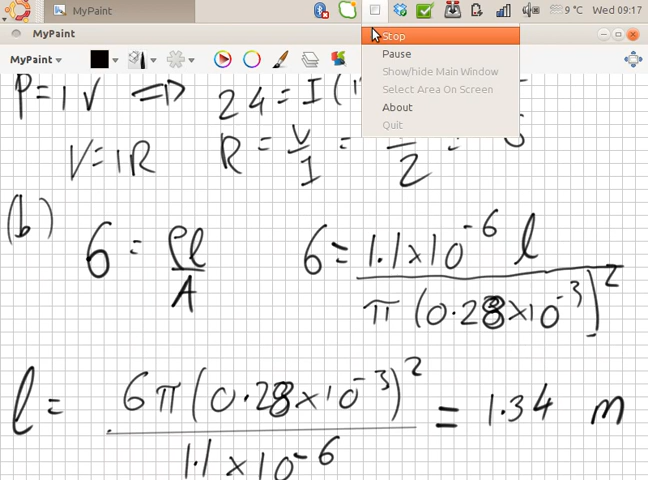 MyPaint
9 °C Wed 09:17
MyPaint
MyPaint
Stop
Pause
Show/hide Main Window
Select Area On Screen
About
Quit
P=IV ⟺ 24=I(1
V=IR R = V/I = /2 =
(b) 6 = ρl/A 6 = 1.1×10⁻⁶ l / π(0.28×10⁻³)²
l = 6π(0.28×10⁻³)² / 1.1×10⁻⁶ = 1.34 m